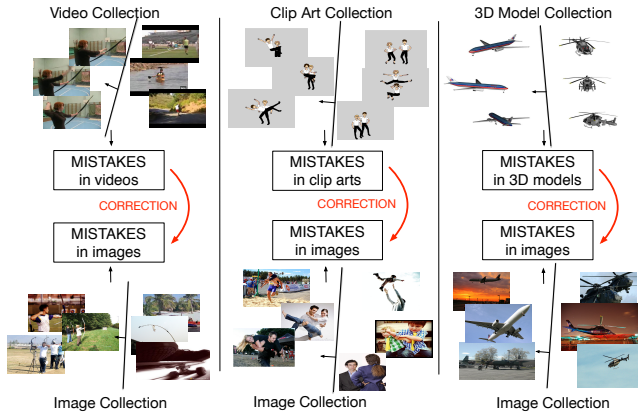 Video Collection
Clip Art Collection
3D Model Collection
MISTAKES
in videos
MISTAKES
in clip arts
MISTAKES
in 3D models
CORRECTION
CORRECTION
CORRECTION
MISTAKES
in images
MISTAKES
in images
MISTAKES
in images
Image Collection
Image Collection
Image Collection